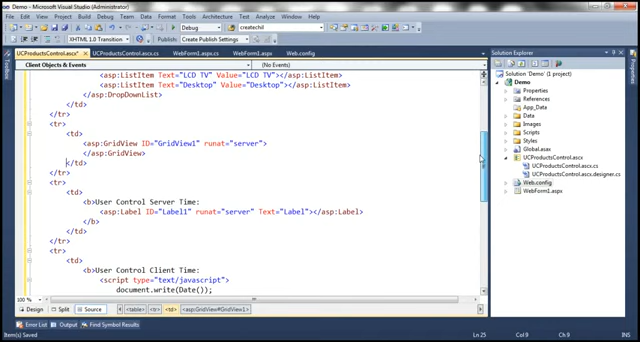 Demo - Microsoft Visual Studio (Administrator)
File Edit View Project Build Debug Team Data Tools Architecture Test Analyze Window Help
createchil
XHTML 1.0 Transition Create Publish Settings
UCProductsControl.ascx* UCProductsControl.ascx.cs WebForm1.aspx.cs WebForm1.aspx Web.config
Client Objects & Events (No Events)
<asp:ListItem Text="LCD TV" Value="LCD TV"></asp:ListItem>
<asp:ListItem Text="Desktop" Value="Desktop"></asp:ListItem>
</asp:DropDownList>
</td>
</tr>
<tr>
<td>
<asp:GridView ID="GridView1" runat="server">
</asp:GridView>
</td>
</tr>
<tr>
<td>
<b>User Control Server Time:
<asp:Label ID="Label1" runat="server" Text="Label"></asp:Label>
</b>
</td>
</tr>
<tr>
<td>
<b>User Control Client Time:
<script type="text/javascript">
document.write(Date());
100 %
Design Split Source <table> <tr> <td> <asp:GridView#GridView1>
Error List Output Find Symbol Results
Item(s) Saved Ln 25 Col 9 Ch 9
Toolbox
Solution Explorer
Solution 'Demo' (1 project)
Demo
Properties
References
App_Data
Data
Images
Scripts
Styles
Global.asax
UCProductsControl.ascx
UCProductsControl.ascx.cs
UCProductsControl.ascx.designer.cs
Web.config
WebForm1.aspx
Properties